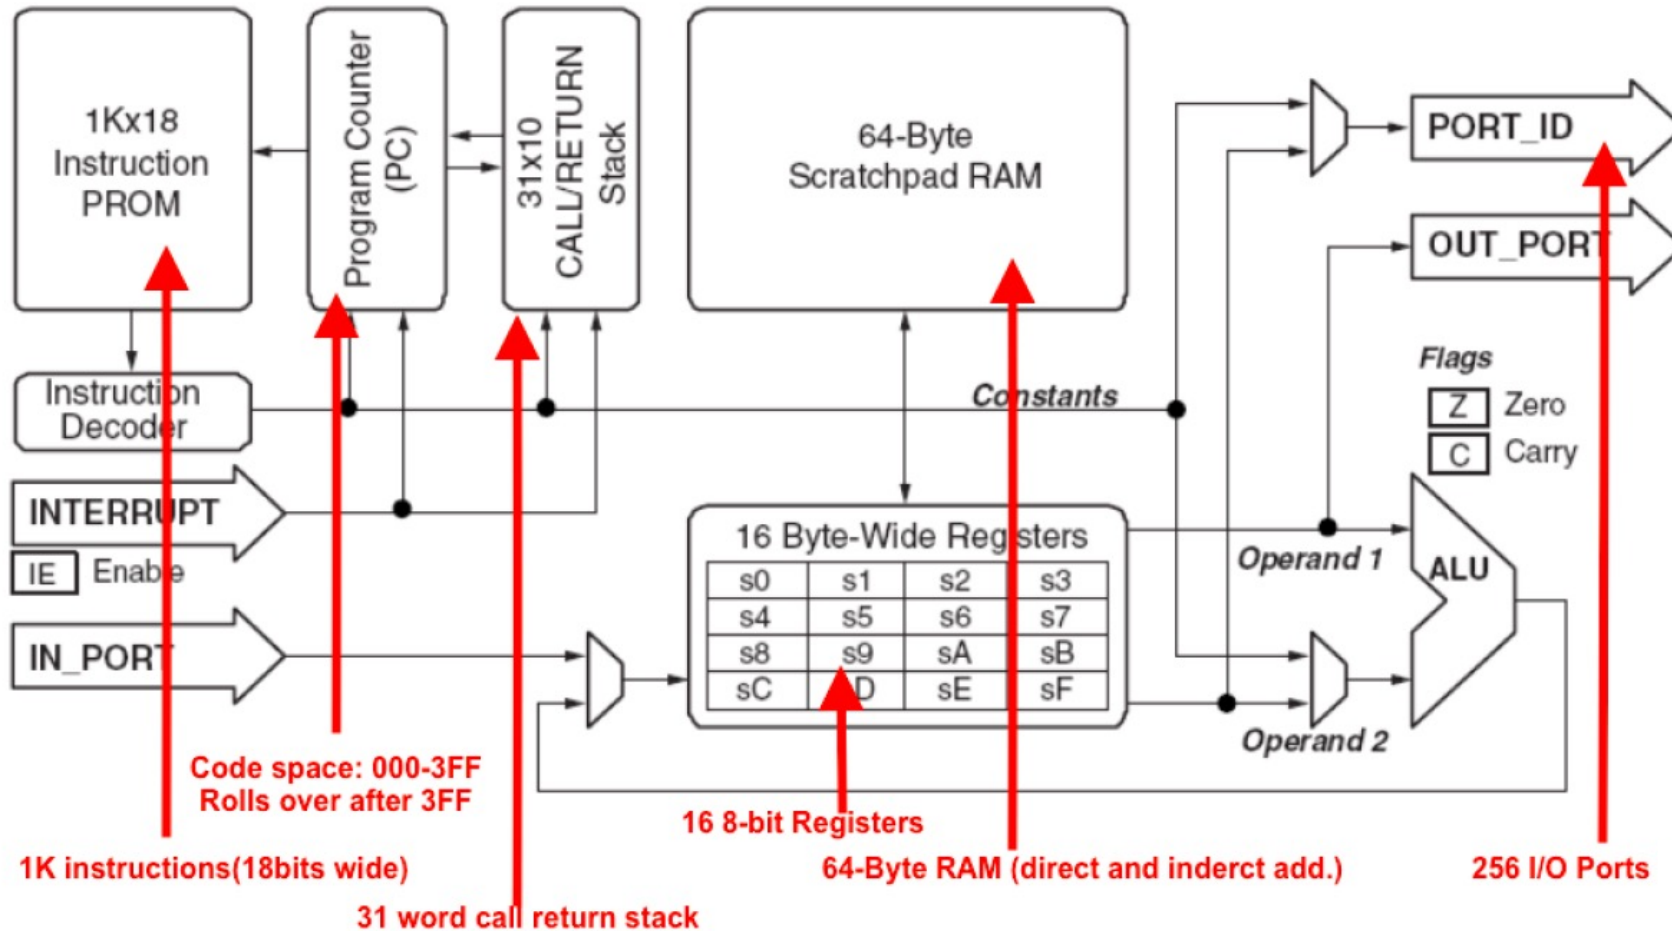 1Kx18
Instruction
PROM
Program Counter
(PC)
31x10
CALL/RETURN
Stack
64-Byte
Scratchpad RAM
PORT_ID
OUT_PORT
Instruction
Decoder
Constants
Flags
Z Zero
C Carry
INTERRUPT
IE Enable
IN_PORT
16 Byte-Wide Registers
s0 s1 s2 s3
s4 s5 s6 s7
s8 s9 sA sB
sC D sE sF
Operand 1
ALU
Operand 2
Code space: 000-3FF
Rolls over after 3FF
16 8-bit Registers
1K instructions(18bits wide)
64-Byte RAM (direct and inderct add.)
256 I/O Ports
31 word call return stack